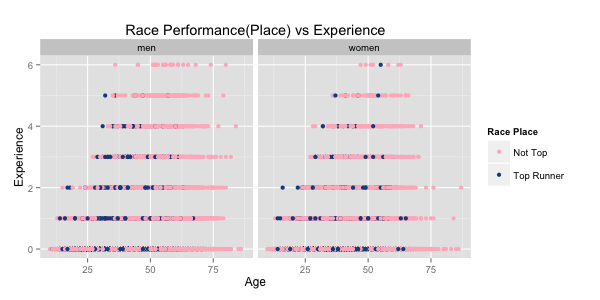 Race Performance(Place) vs Experience
men women
6
4
2
0
Experience
25 50 75 25 50 75
Age
Race Place
Not Top
Top Runner